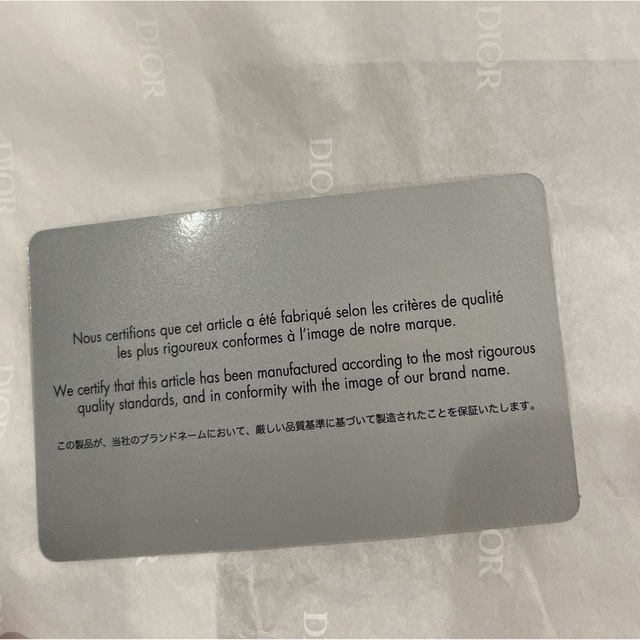 DIOR
DIOR
DIOR
DIOR
Nous certifions que cet article a été fabriqué selon les critères de qualité
les plus rigoureux conformes à l'image de notre marque.
We certify that this article has been manufactured according to the most rigourous
quality standards, and in conformity with the image of our brand name.
この製品が、当社のブランドネームにおいて、厳しい品質基準に基づいて製造されたことを保証いたします。
DIOR
DIOR
DIOR
DIOR